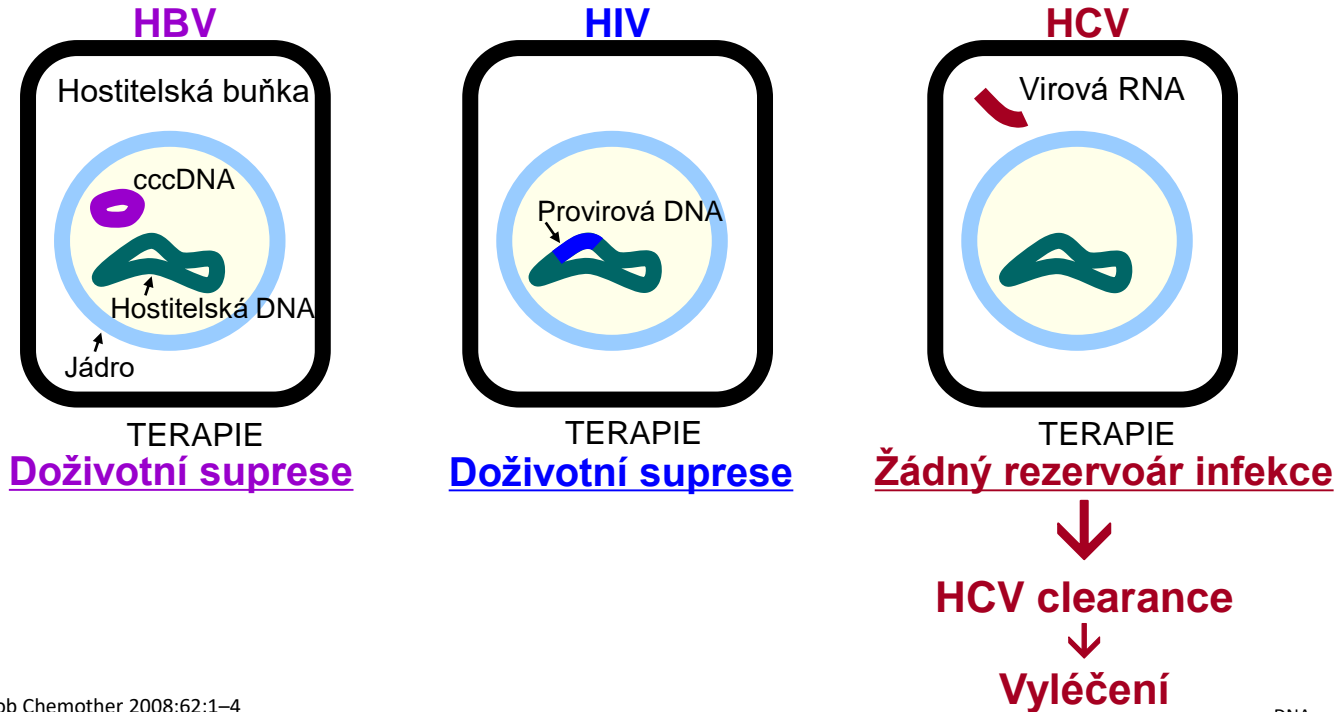 HBV
Hostitelská buňka
cccDNA
Hostitelská DNA
Jádro
TERAPIE
Doživotní suprese
HIV
Provirová DNA
TERAPIE
Doživotní suprese
HCV
Virová RNA
TERAPIE
Žádný rezervoár infekce
HCV clearance
Vyléčení
ob Chemother 2008;62:1–4